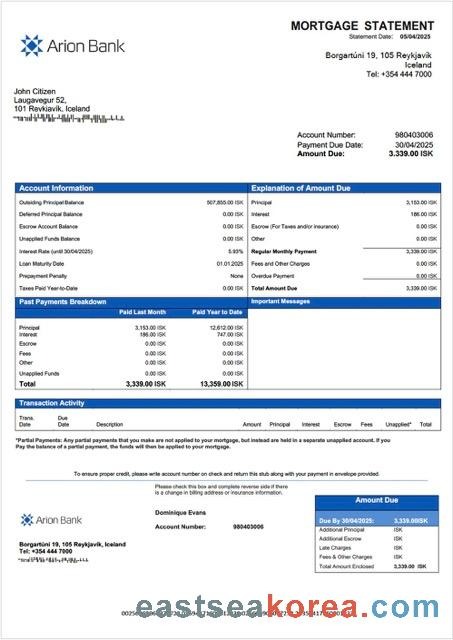 MORTGAGE STATEMENT
Statement Date: 05/04/2025
Arion Bank
Borgartúni 19, 105 Reykjavík
Iceland
Tel: +354 444 7000
John Citizen
Laugavegur 52,
101 Reykjavik, Iceland
Account Number: 980403006
Payment Due Date: 30/04/2025
Amount Due: 3.339.00 ISK
Account Information
Outsiding Principal Balance 507,855.00 ISK
Deferred Principal Balance 0.00 ISK
Escrow Account Balance 0.00 ISK
Unapplied Funds Balance 0.00 ISK
Interest Rate (until 30/04/2025) 5.93%
Loan Maturity Date 01.01.2025
Prepayment Penalty None
Taxes Paid Year-to-Date 0.00 ISK
Explanation of Amount Due
Principal 3,153.00 ISK
Interest 186.00 ISK
Escrow (For Taxes and/or insurance) 0.00 ISK
Other 0.00 ISK
Regular Monthly Payment 3,339.00 ISK
Fees and Other Charges 0.00 ISK
Overdue Payment 0.00 ISK
Total Amount Due 3,339.00 ISK
Past Payments Breakdown
Paid Last Month Paid Year to Date
Principal 3,153.00 ISK 12,612.00 ISK
Interest 186.00 ISK 747.00 ISK
Escrow 0.00 ISK 0.00 ISK
Fees 0.00 ISK 0.00 ISK
Other 0.00 ISK 0.00 ISK
Unapplied Funds 0.00 ISK 0.00 ISK
Total 3,339.00 ISK 13,359.00 ISK
Important Messages
Transaction Activity
Trans. Date Due Date Description Amount Principal Interest Escrow Fees Unapplied* Total
*Partial Payments: Any partial payments that you make are not applied to your mortgage, but instead are held in a separate unapplied account. If you
Pay the balance of a partial payment, the funds will then be applied to your mortgage.
To ensure proper credit, please write account number on check and return this stub along with your payment in envelope provided.
Please check this box and complete reverse side if there
is a change in billing address or insurance information.
Arion Bank
Dominique Evans
Account Number: 980403006
Borgartúni 19, 105 Reykjavík, Iceland
Tel: +354 444 7000
Amount Due
Due By 30/04/2025: 3,339.00ISK
Additional Principal ISK
Additional Escrow ISK
Late Charges ISK
Fees & Other Charges ISK
Total Amount Enclosed 3,339.00 ISK
eastseakorea.com